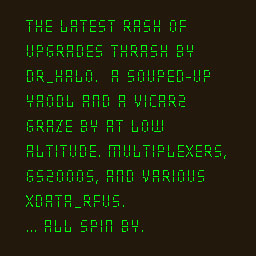 THE LATEST RASH OF
UPGRADES THRASH BY
DR_HALO. A SOUPED-UP
YAODL AND A VICAR2
GRAZE BY AT LOW
ALTITUDE. MULTIPLEXERS,
GS2000S, AND VARIOUS
XDATA_RFUS.
... ALL SPIN BY.